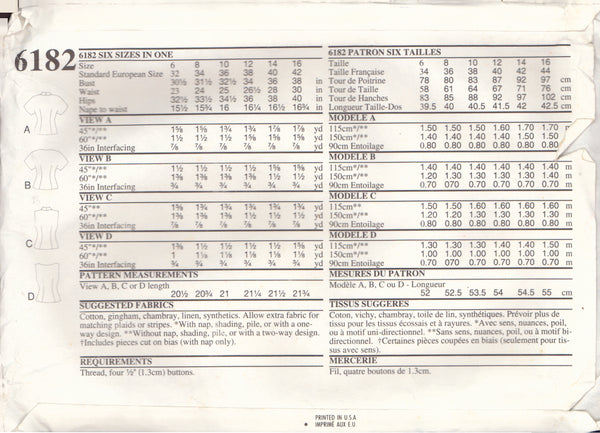 6182
6182 SIX SIZES IN ONE
Size 6 8 10 12 14 16
Standard European Size 32 34 36 38 40 42
Bust 30½ 31½ 32½ 34 36 38 in
Waist 23 24 25 26½ 28 30 in
Hips 32½ 33½ 34½ 36 38 40 in
Nape to waist 15½ 15¾ 16 16¼ 16½ 16¾ in
A
VIEW A
45"*/** 1⅝ 1⅝ 1¾ 1¾ 1⅞ 1⅞ yd
60"*/** 1½ 1½ 1½ 1½ 1½ 1½ yd
36in Interfacing ⅞ ⅞ ⅞ ⅞ ⅞ ⅞ yd
B
VIEW B
45"*/** 1½ 1½ 1½ 1½ 1½ 1½ yd
60"*/** 1⅜ 1⅜ 1⅜ 1½ 1½ yd
36in Interfacing ¾ ¾ ¾ ¾ ¾ ¾ yd
C
VIEW C
45"** 1⅝ 1¾ 1¾ 1¾ 1¾ 1¾ yd
60"*/** 1⅜ 1⅜ 1⅜ 1½ 1½ 1½ yd
36in Interfacing ⅞ ⅞ ⅞ ⅞ ⅞ ⅞ yd
D
VIEW D
45"*/** 1⅜ 1½ 1½ 1½ 1½ 1⅝ yd
60"*/** 1 1⅛ 1⅛ 1⅛ 1⅛ 1⅛ yd
36in Interfacing ¾ ¾ ¾ ¾ ¾ ¾ yd
PATTERN MEASUREMENTS
View A, B, C or D length
20½ 20¾ 21 21¼ 21½ 21¾
SUGGESTED FABRICS
Cotton, gingham, chambray, linen, synthetics. Allow extra fabric for
matching plaids or stripes. *With nap, shading, pile, or with a one-
way design. **Without nap, shading, pile, or with a two-way design.
†Includes pieces cut on bias (with nap only).
REQUIREMENTS
Thread, four ½" (1.3cm) buttons.
6182 PATRON SIX TAILLES
Taille 6 8 10 12 14 16
Taille Française 34 36 38 40 42 44
Tour de Poitrine 78 80 83 87 92 97 cm
Tour de Taille 58 61 64 67 71 76 cm
Tour de Hanches 83 85 88 92 97 102 cm
Longueur Taille-Dos 39.5 40 40.5 41.5 42 42.5 cm
MODELE A
115cm*/** 1.50 1.50 1.50 1.60 1.70 1.70
150cm*/** 1.40 1.40 1.40 1.40 1.40
90cm Entoilage 0.80 0.80 0.80 0.80 0.80 0.80
MODELE B
115cm*/** 1.40 1.40 1.40 1.40 1.40 1.40 m
150cm*/** 1.20 1.20 1.20 1.30 1.30 1.30 m
90cm Entoilage 0.70 070 0.70 0.70 0.70 0.70 m
MODELE C
115cm*/** 1.50 1.60 1.60 1.60 1.60 1.60 m
150cm*/** 1.20 1.20 1.30 1.30 1.30 1.30 m
90cm Entoilage 0.80 0.80 0.80 0.80 0.80 0.80 m
MODELE D
115cm*/** 1.30 1.30 1.30 1.40 1.40 1.50 m
150cm*/** 1.00 1.00 1.00 1.00 1.00 1.00 m
90cm Entoilage 0.70 070 0.70 0.70 0.70 0.70 m
MESURES DU PATRON
Modèle A, B, C ou D - Longueur
52 52.5 53.5 54 54.5 55 cm
TISSUS SUGGERES
Coton, vichy, chambray, toile de lin, synthétiques. Prévoir plus de
tissu pour les tissus écossais et à rayures. *Avec sens, nuances, poil,
ou à motif uni-directionnel. **Sans sens, nuances, poil, ou à motif bi-
directionnel. †Certaines pièces coupées en biais (seulement pour tis-
sus avec sens).
MERCERIE
Fil, quatre boutons de 1.3cm.
PRINTED IN U.S.A.
IMPRIMÉ AUX E.U